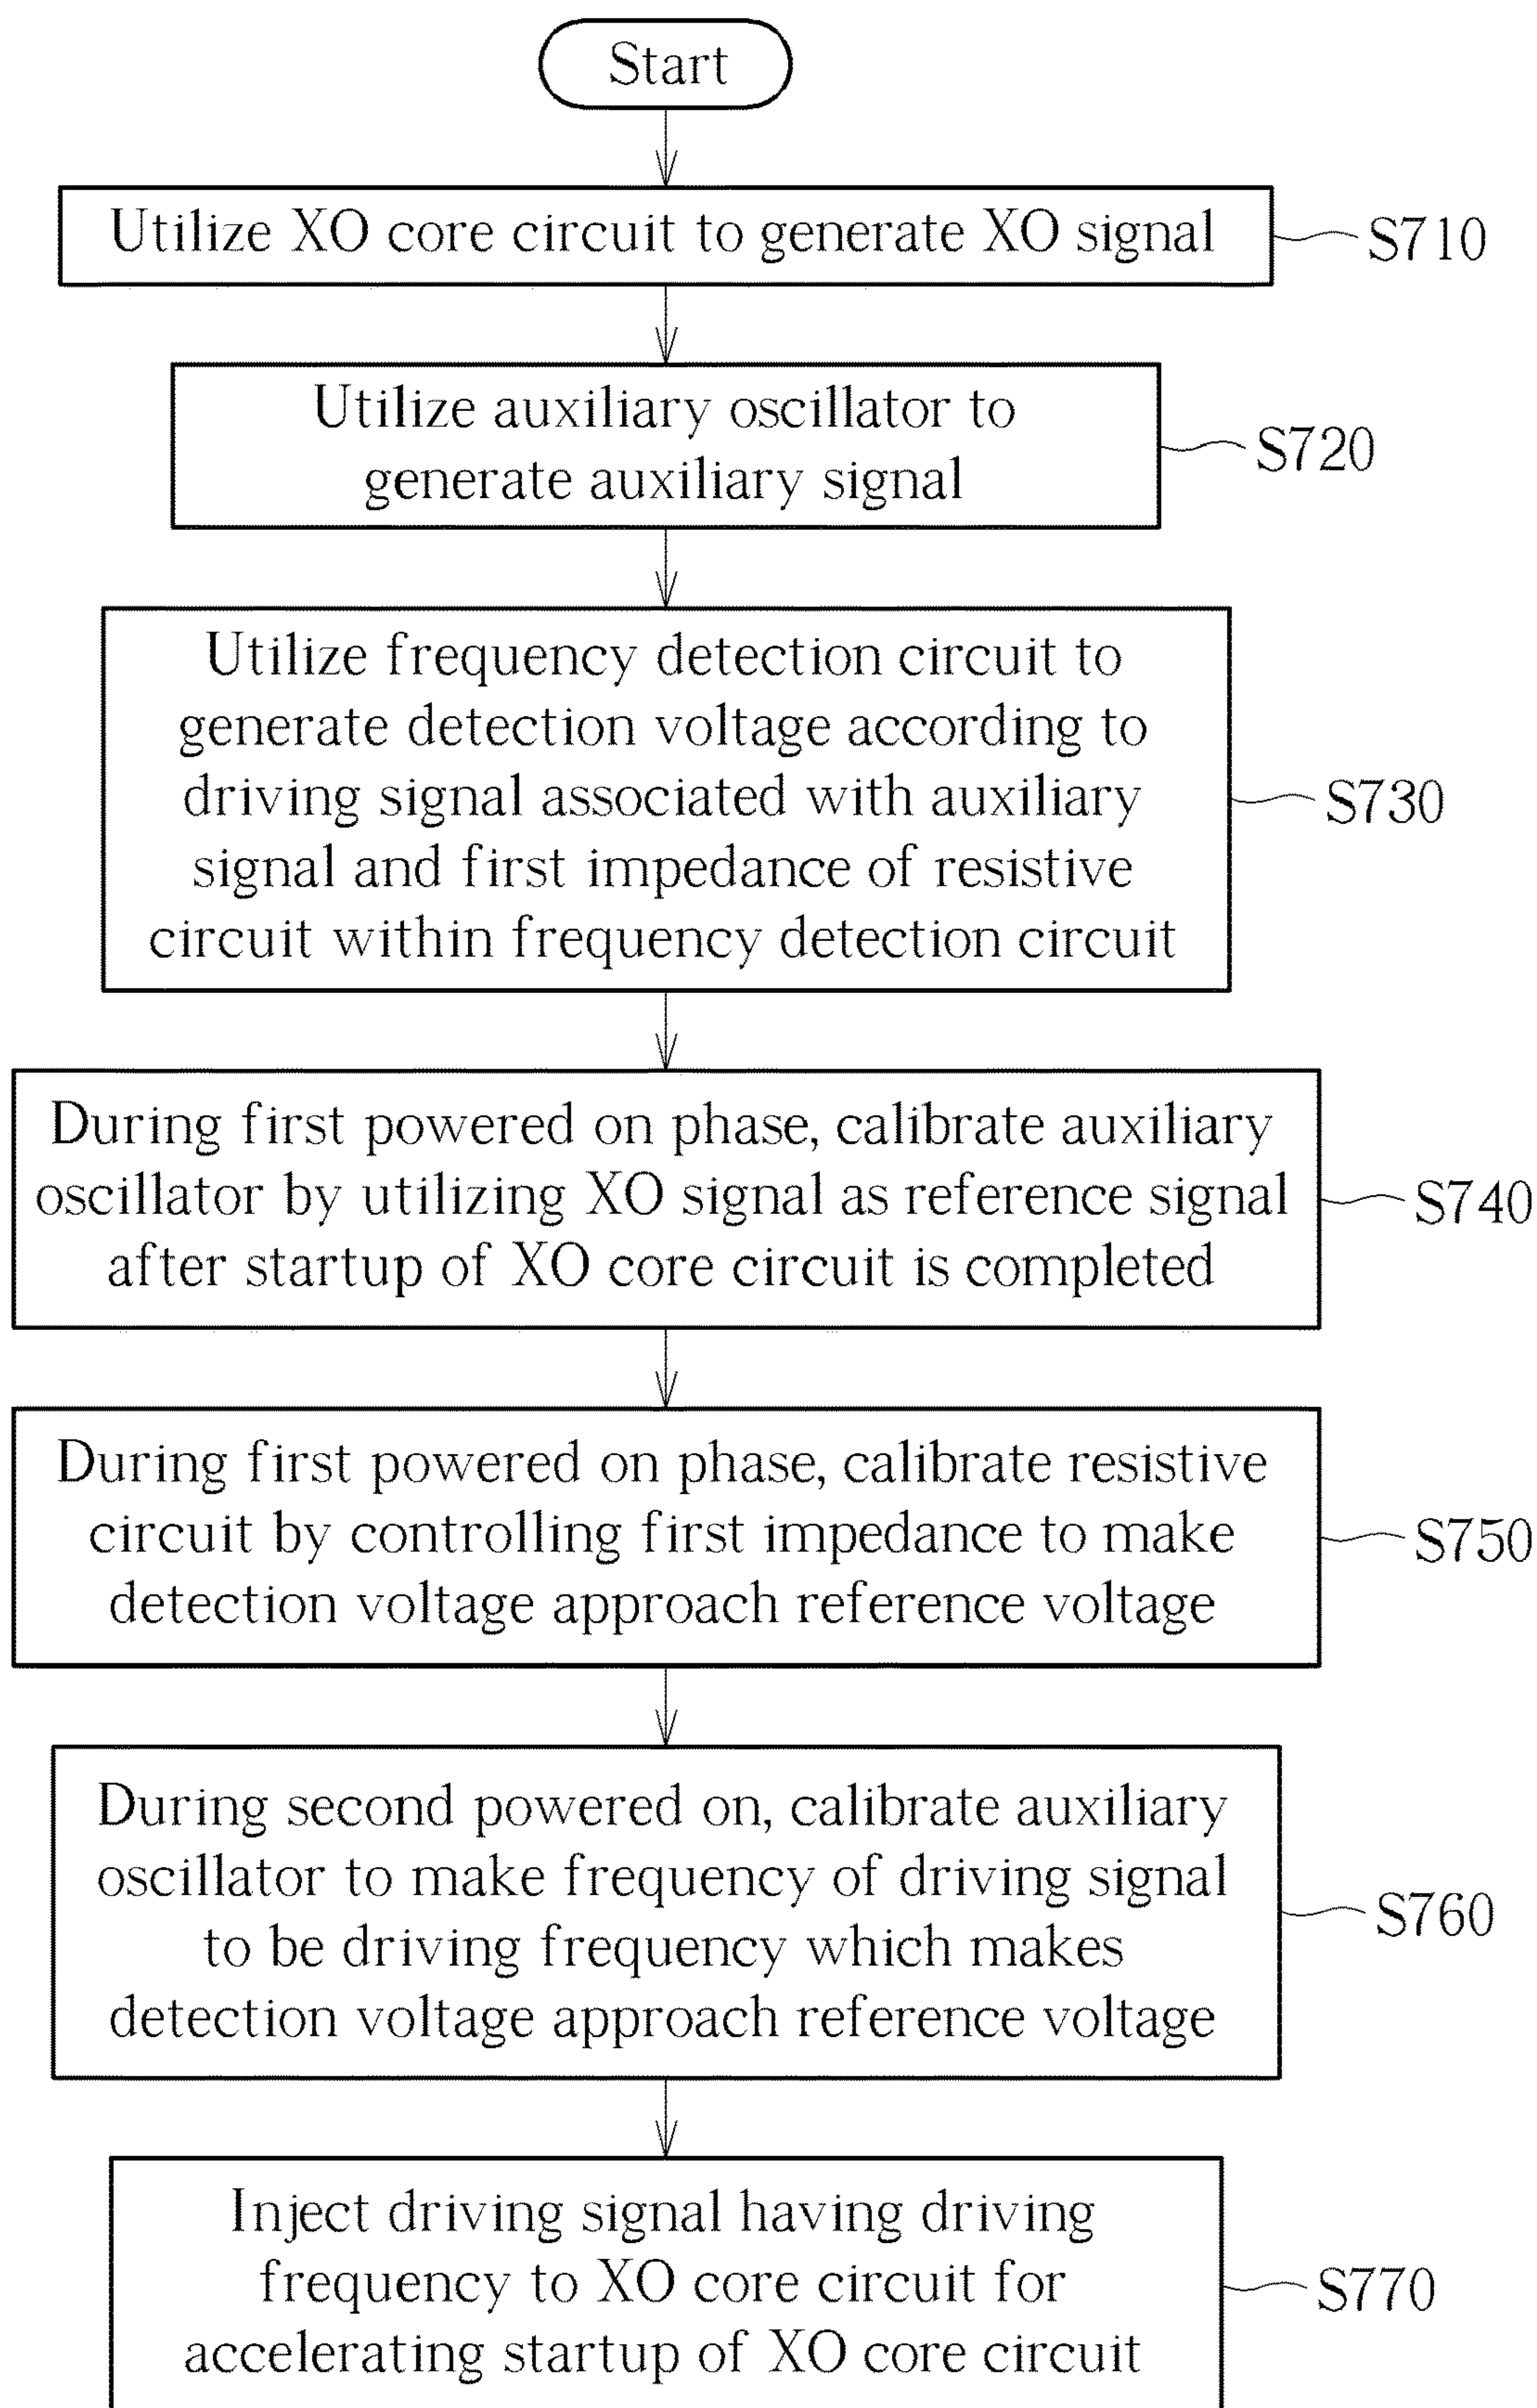 Start
Utilize XO core circuit to generate XO signal
S710
Utilize auxiliary oscillator to
generate auxiliary signal
S720
Utilize frequency detection circuit to
generate detection voltage according to
driving signal associated with auxiliary
signal and first impedance of resistive
circuit within frequency detection circuit
S730
During first powered on phase, calibrate auxiliary
oscillator by utilizing XO signal as reference signal
after startup of XO core circuit is completed
S740
During first powered on phase, calibrate resistive
circuit by controlling first impedance to make
detection voltage approach reference voltage
S750
During second powered on, calibrate auxiliary
oscillator to make frequency of driving signal
to be driving frequency which makes
detection voltage approach reference voltage
S760
Inject driving signal having driving
frequency to XO core circuit for
accelerating startup of XO core circuit
S770